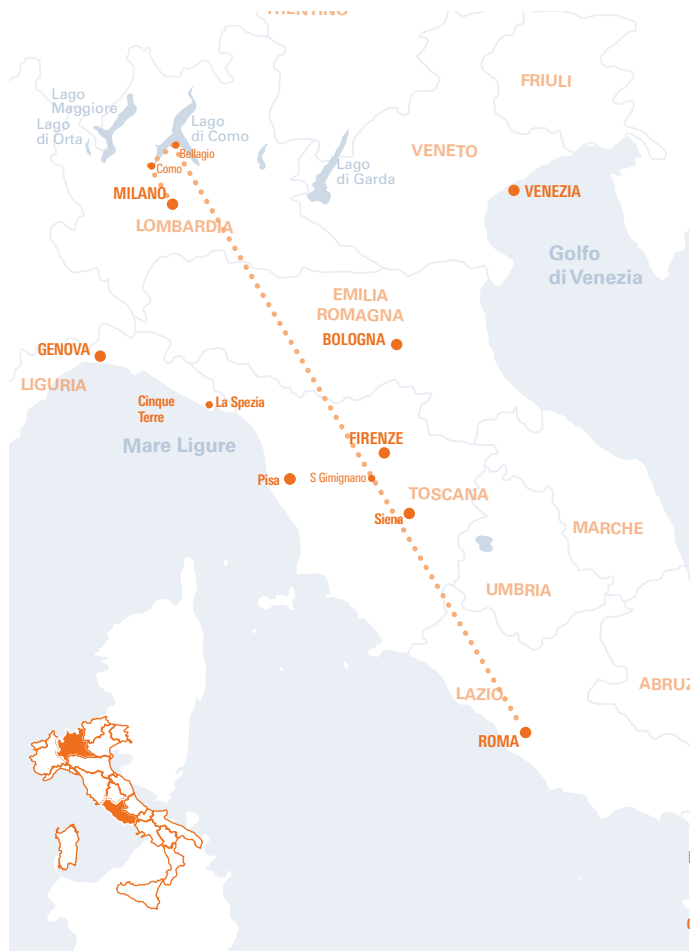 TRENTINO
FRIULI
Lago
Maggiore
Lago
di Orta
Lago
di Como
Bellagio
Como
VENETO
Lago
di Garda
MILANO
LOMBARDIA
VENEZIA
Golfo
di Venezia
EMILIA
ROMAGNA
BOLOGNA
GENOVA
LIGURIA
Cinque
Terre
La Spezia
Mare Ligure
FIRENZE
Pisa
S Gimignano
TOSCANA
Siena
MARCHE
UMBRIA
LAZIO
ABRUZ
ROMA